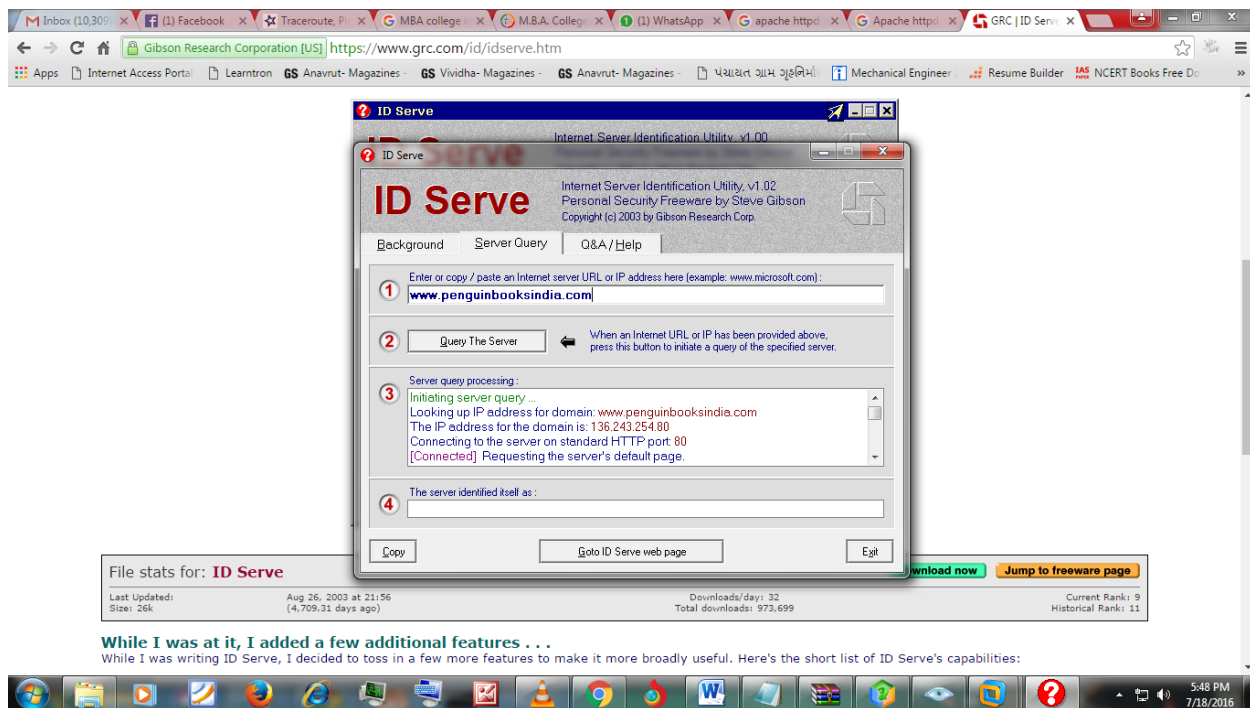 Inbox (10,309
(1) Facebook
Traceroute, Pi
MBA college i
M.B.A. College
(1) WhatsApp
apache httpd
Apache httpd
GRC | ID Serve
Gibson Research Corporation [US] https://www.grc.com/id/idserve.htm
Apps Internet Access Portal Learntron GS Anavrut- Magazines - GS Vividha- Magazines - GS Anavrut- Magazines - પંચાયત ગ્રામ ગૃહનિર્મા Mechanical Engineer / Resume Builder IAS NCERT Books Free Do »
ID Serve
Internet Server Identification Utility, v1.00
ID Serve
ID Serve
Internet Server Identification Utility, v1.02
Personal Security Freeware by Steve Gibson
Copyright (c) 2003 by Gibson Research Corp.
Background Server Query Q&A / Help
1 Enter or copy / paste an Internet server URL or IP address here (example: www.microsoft.com) :
www.penguinbooksindia.com
2 Query The Server When an Internet URL or IP has been provided above,
press this button to initiate a query of the specified server.
3 Server query processing :
Initiating server query ...
Looking up IP address for domain: www.penguinbooksindia.com
The IP address for the domain is: 136.243.254.80
Connecting to the server on standard HTTP port: 80
[Connected] Requesting the server's default page.
4 The server identified itself as :
Copy Goto ID Serve web page Exit
File stats for: ID Serve
wnload now Jump to freeware page
Last Updated: Aug 26, 2003 at 21:56 Downloads/day: 32 Current Rank: 9
Size: 26k (4,709.31 days ago) Total downloads: 973,699 Historical Rank: 11
While I was at it, I added a few additional features . . .
While I was writing ID Serve, I decided to toss in a few more features to make it more broadly useful. Here's the short list of ID Serve's capabilities:
5:48 PM
7/18/2016